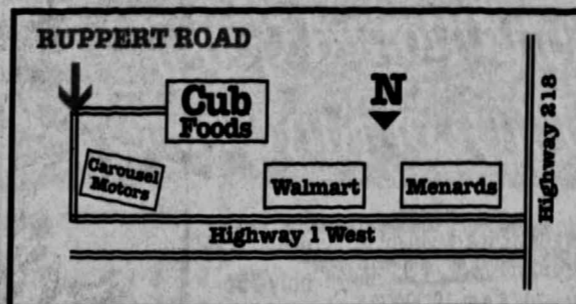 RUPPERT ROAD
Cub
Foods
N
Highway 218
Carousel
Motors
Walmart
Menards
Highway 1 West